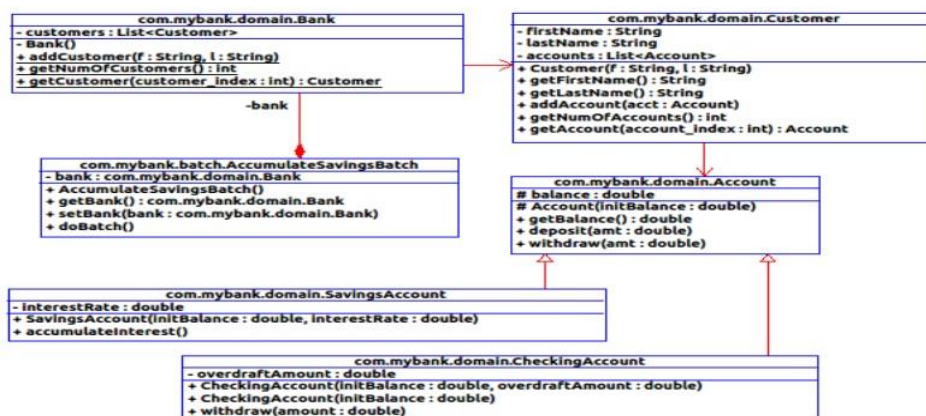 com.mybank.domain.Bank
- customers : List<Customer>
- Bank()
+ addCustomer(f : String, l : String)
+ getNumOfCustomers() : int
+ getCustomer(customer_index : int) : Customer
com.mybank.domain.Customer
- firstName : String
- lastName : String
- accounts : List<Account>
+ Customer(f : String, l : String)
+ getFirstName() : String
+ getLastName() : String
+ addAccount(acct : Account)
+ getNumOfAccounts() : int
+ getAccount(account_index : int) : Account
-bank
com.mybank.batch.AccumulateSavingsBatch
- bank : com.mybank.domain.Bank
+ AccumulateSavingsBatch()
+ getBank() : com.mybank.domain.Bank
+ setBank(bank : com.mybank.domain.Bank)
+ doBatch()
com.mybank.domain.Account
# balance : double
# Account(initBalance : double)
+ getBalance() : double
+ deposit(amt : double)
+ withdraw(amt : double)
com.mybank.domain.SavingsAccount
- interestRate : double
+ SavingsAccount(initBalance : double, interestRate : double)
+ accumulateInterest()
com.mybank.domain.CheckingAccount
- overdraftAmount : double
+ CheckingAccount(initBalance : double, overdraftAmount : double)
+ CheckingAccount(initBalance : double)
+ withdraw(amount : double)